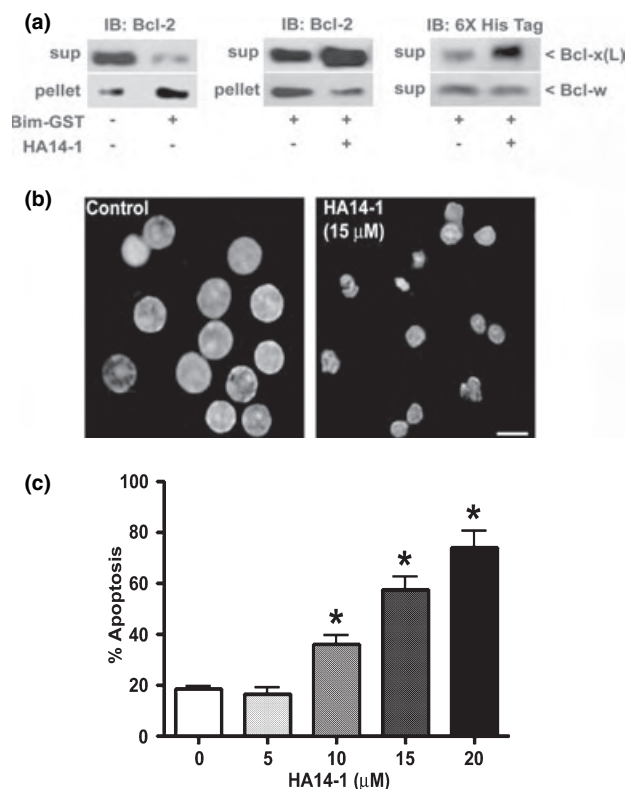 (a)
IB: Bcl-2 IB: Bcl-2 IB: 6X His Tag
sup sup sup < Bcl-x(L)
pellet pellet sup < Bcl-w
Bim-GST - + + + + +
HA14-1 - - - + - +
(b)
Control
HA14-1
(15 μM)
(c)
% Apoptosis
100
80
60
40
20
0
* * *
0 5 10 15 20
HA14-1 (μM)